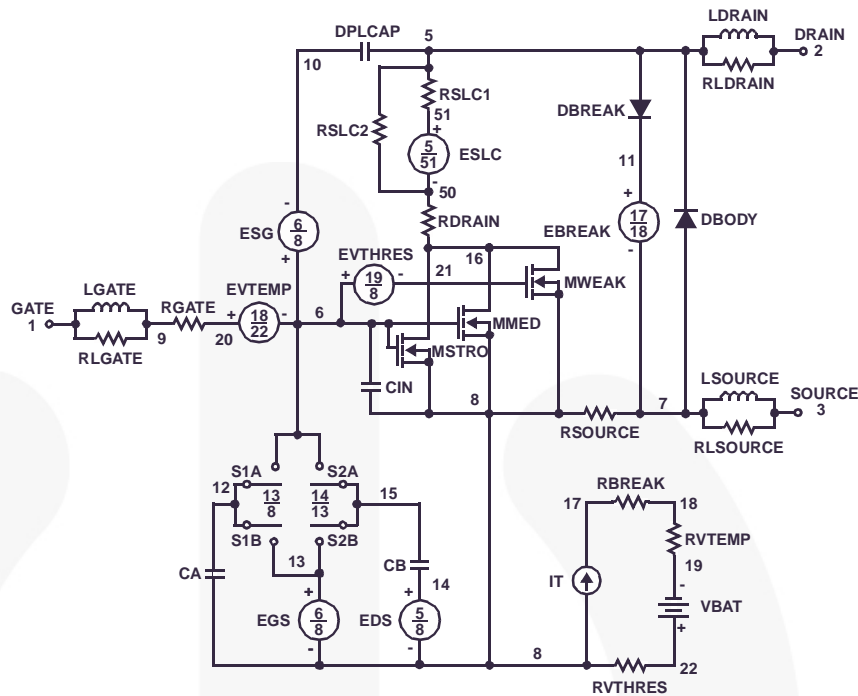 LDRAIN
DPLCAP
5
DRAIN
2
10
RLDRAIN
RSLC1
51
+
RSLC2
5
51
ESLC
-
50
DBREAK
11
+
17
18
EBREAK
-
DBODY
-
6
8
ESG
+
RDRAIN
EVTHRES
+
19
8
-
21
16
MWEAK
LGATE
GATE
1
RLGATE
9
RGATE
20
EVTEMP
+
18
22
-
6
MMED
MSTRO
CIN
8
RSOURCE
7
LSOURCE
SOURCE
3
RLSOURCE
S1A
S2A
12
13
8
14
13
15
S1B
S2B
13
CA
CB
14
+
6
8
EGS
-
+
5
8
EDS
-
8
RBREAK
17
18
RVTEMP
19
IT
-
VBAT
+
22
RVTHRES